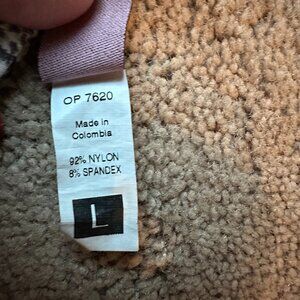 OP 7620
Made in
Colombia
92% NYLON
8% SPANDEX
L